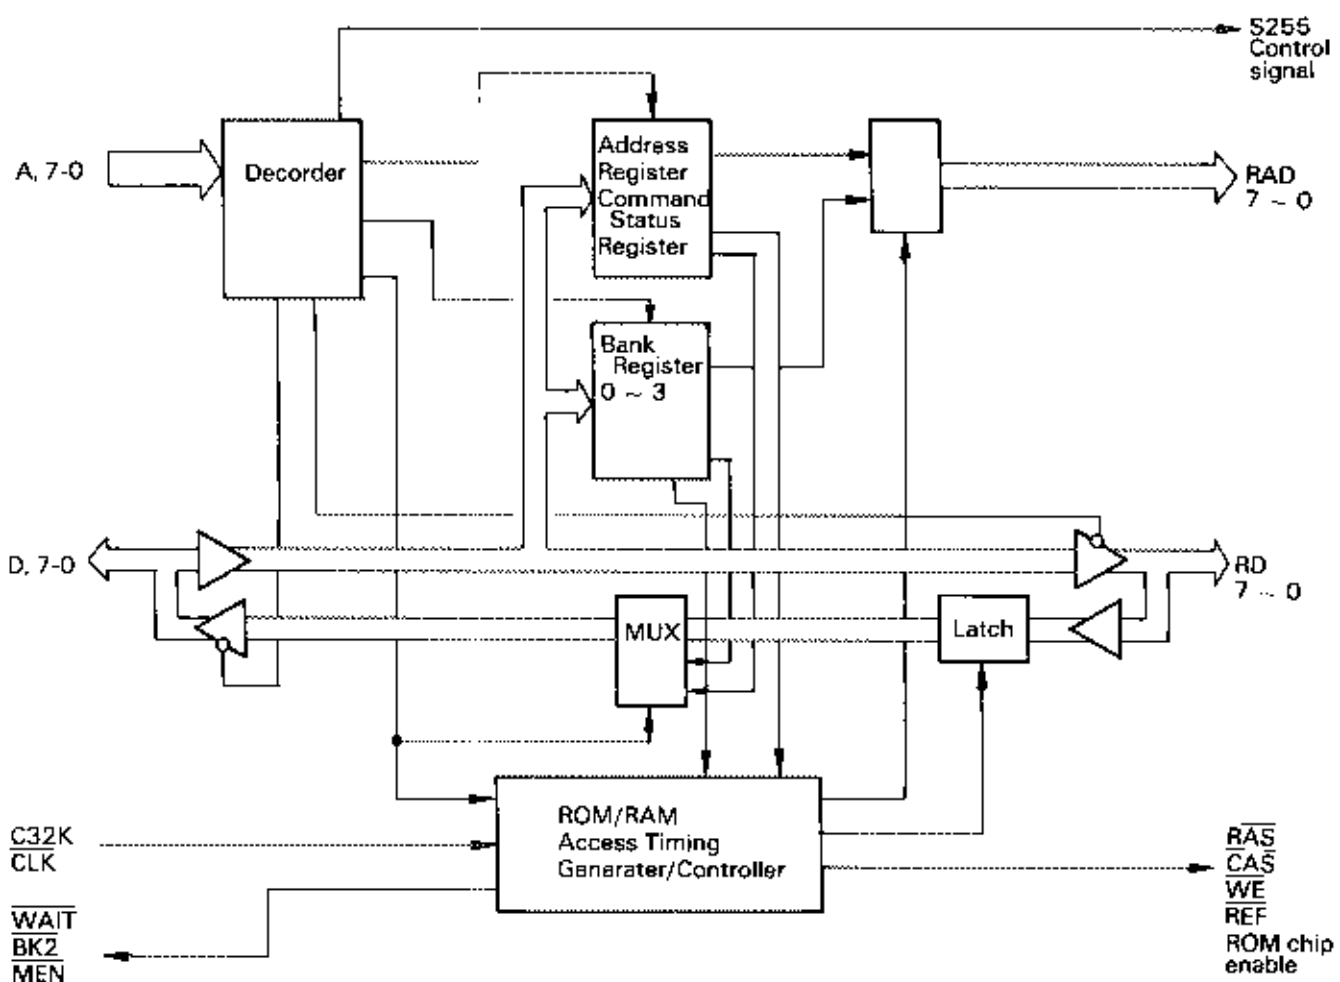 S255
Control
signal
A, 7-0
Decorder
Address
Register
Command
Status
Register
RAD
7 ~ 0
Bank
Register
0 ~ 3
D, 7-0
RD
7 ~ 0
MUX
Latch
ROM/RAM
Access Timing
Genarater/Controller
C32K
CLK
WAIT
BK2
MEN
RAS
CAS
WE
REF
ROM chip
enable